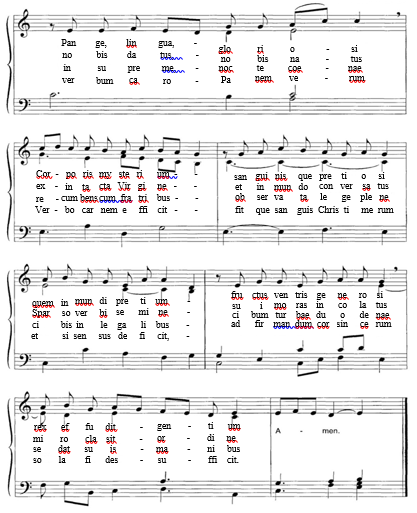 Pan ge, lin gua, - glo ri o - si
no bis da tus - no bis na - tus
in su pre me - noc te coe - nae
ver bum ca ro - Pa nem ve - rum
Cor - po ris my ste ri um - san gui nis que pre ti o si
ex - in ta cta Vir gi ne - et in mun do con ver sa tus
re - cum bens cum fra tri bus - ob ser va ta le ge ple ne
Ver - bo car nem e ffi cit - fit que san guis Chris ti me rum
quem in mun di pre ti um. fru ctus ven tris ge ne ro si
Spar so ver bi se mi ne - su i mo ras in co la tus
ci bis in le ga li bus - ci bum tur bae du o de nae
et si sen sus de fi cit, - ad fir man dum cor sin ce rum
rex ef fu dit - gen - ti um A - men.
mi ro cla sit - or - di ne
se dat su is - ma - ni bus
so la fi des - su ffi cit.